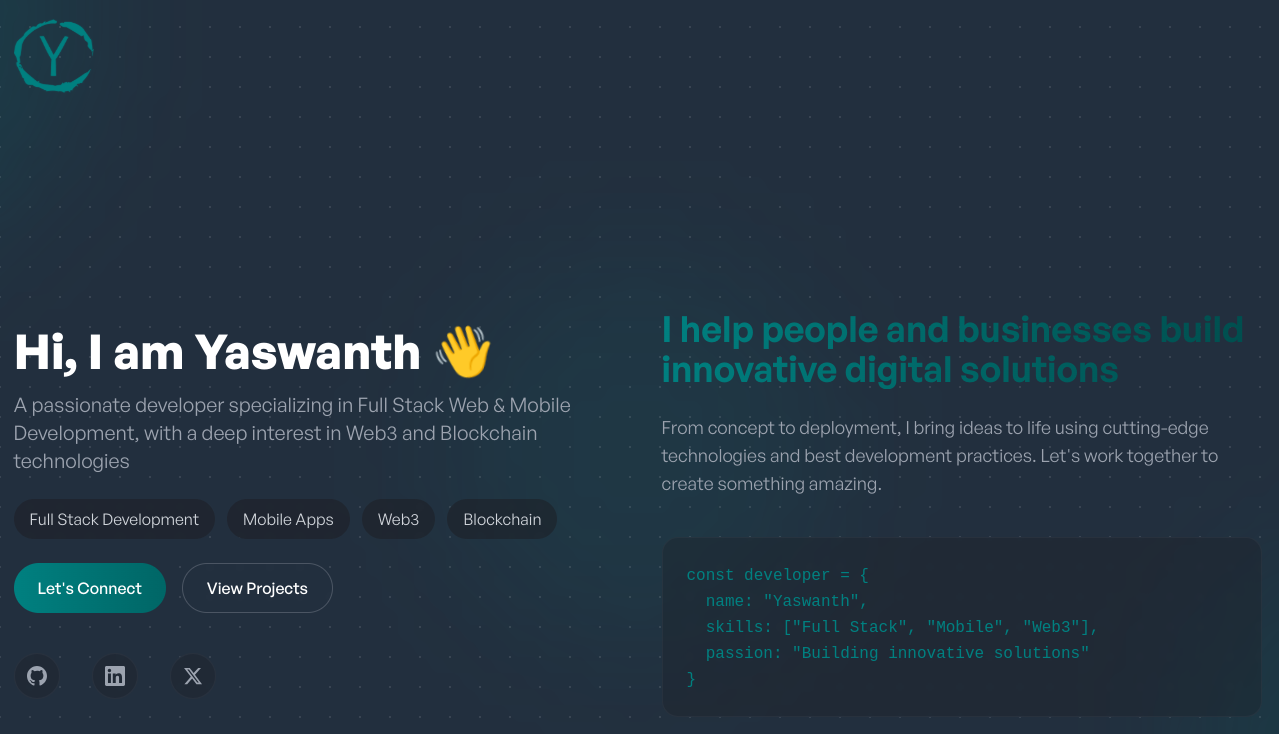 Y
Hi, I am Yaswanth 👋
A passionate developer specializing in Full Stack Web & Mobile
Development, with a deep interest in Web3 and Blockchain
technologies
Full Stack Development
Mobile Apps
Web3
Blockchain
Let's Connect
View Projects
I help people and businesses build
innovative digital solutions
From concept to deployment, I bring ideas to life using cutting-edge
technologies and best development practices. Let's work together to
create something amazing.
const developer = {
  name: "Yaswanth",
  skills: ["Full Stack", "Mobile", "Web3"],
  passion: "Building innovative solutions"
}